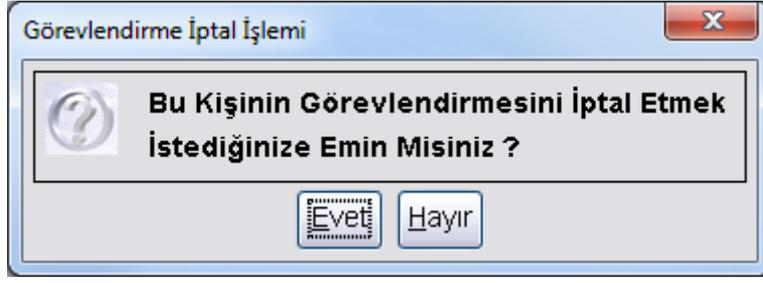 Görevlendirme İptal İşlemi
Bu Kişinin Görevlendirmesini İptal Etmek
İstediğinize Emin Misiniz ?
Evet Hayır